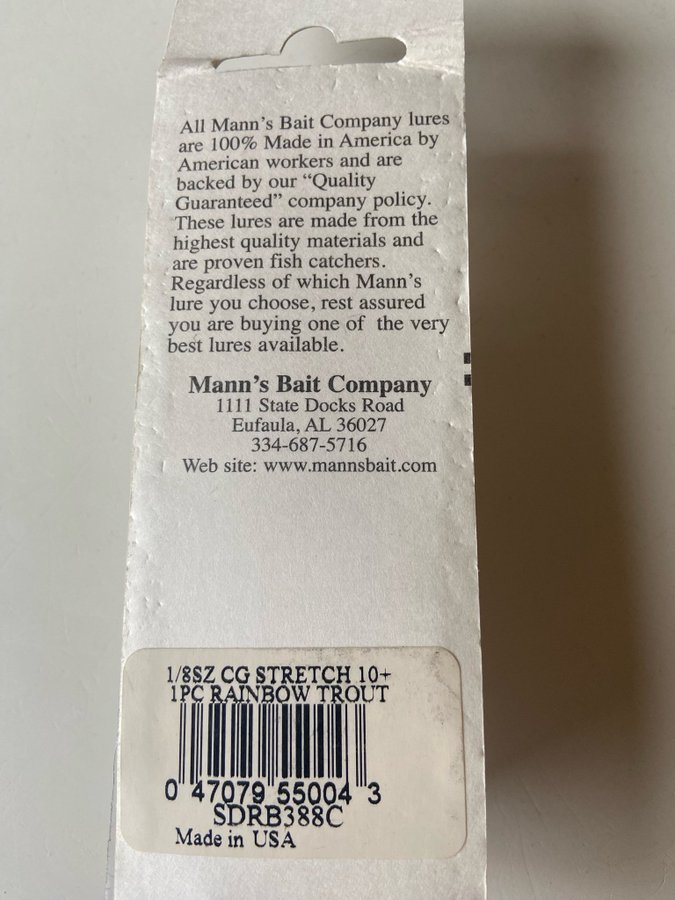 All Mann's Bait Company lures
are 100% Made in America by
American workers and are
backed by our “Quality
Guaranteed” company policy.
These lures are made from the
highest quality materials and
are proven fish catchers.
Regardless of which Mann's
lure you choose, rest assured
you are buying one of the very
best lures available.
Mann's Bait Company
1111 State Docks Road
Eufaula, AL 36027
334-687-5716
Web site: www.mannsbait.com
1/8SZ CG STRETCH 10+
1PC RAINBOW TROUT
0 47079 55004 3
SDRB388C
Made in USA